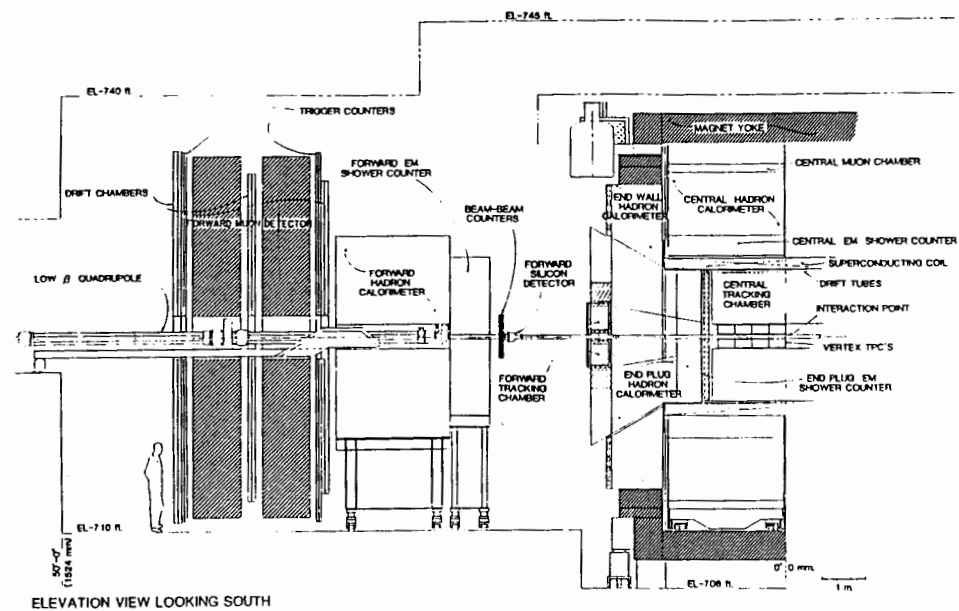 EL-745 ft.
EL-740 ft.
TRIGGER COUNTERS
MAGNET YOKE
FORWARD EM
SHOWER COUNTER
CENTRAL MUON CHAMBER
DRIFT CHAMBERS
BEAM-BEAM
COUNTERS
END WALL
HADRON
CALORIMETER
CENTRAL HADRON
CALORIMETER
FORWARD MUON DETECTOR
CENTRAL EM SHOWER COUNTER
LOW β QUADRUPOLE
FORWARD
HADRON
CALORIMETER
FORWARD
SILICON
DETECTOR
SUPERCONDUCTING COIL
DRIFT TUBES
CENTRAL
TRACKING
CHAMBER
INTERACTION POINT
VERTEX TPC'S
FORWARD
TRACKING
CHAMBER
END PLUG
HADRON
CALORIMETER
END PLUG EM
SHOWER COUNTER
EL-710 ft.
50'-0"
(1524 mm)
EL-706 ft.
0' 0 mm.
1 m
ELEVATION VIEW LOOKING SOUTH